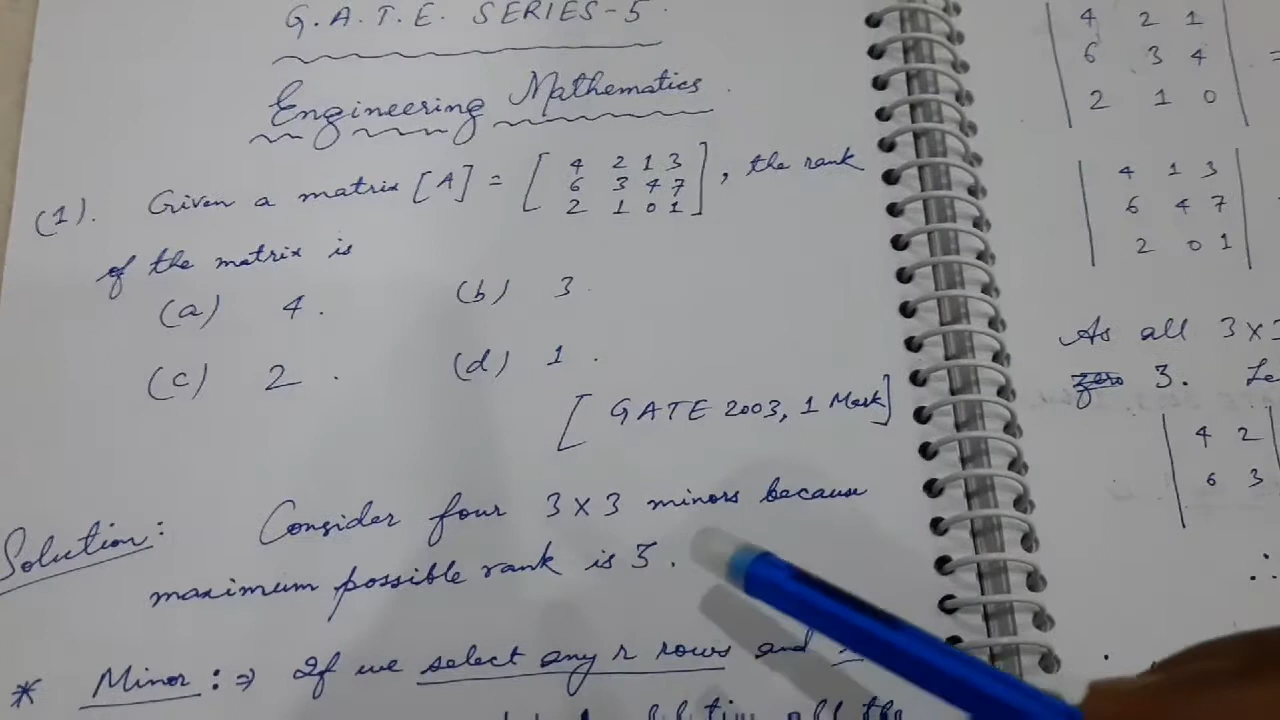 G.A.T.E. SERIES-5.
Engineering Mathematics
(1). Given a matrix [A] = [ 4 2 1 3
6 3 4 7
2 1 0 1 ], the rank
of the matrix is
(a) 4. (b) 3.
(c) 2. (d) 1.
[GATE 2003, 1 Mark]
Solution: Consider four 3 x 3 minors because
maximum possible rank is 3.
* Minor :⇒ If we select any r rows and
all the
| 4 2 1 |
| 6 3 4 | =
| 2 1 0 |
| 4 1 3 |
| 6 4 7 |
| 2 0 1 |
As all 3 x 3
zero 3.
| 4 2 |
| 6 3
∴